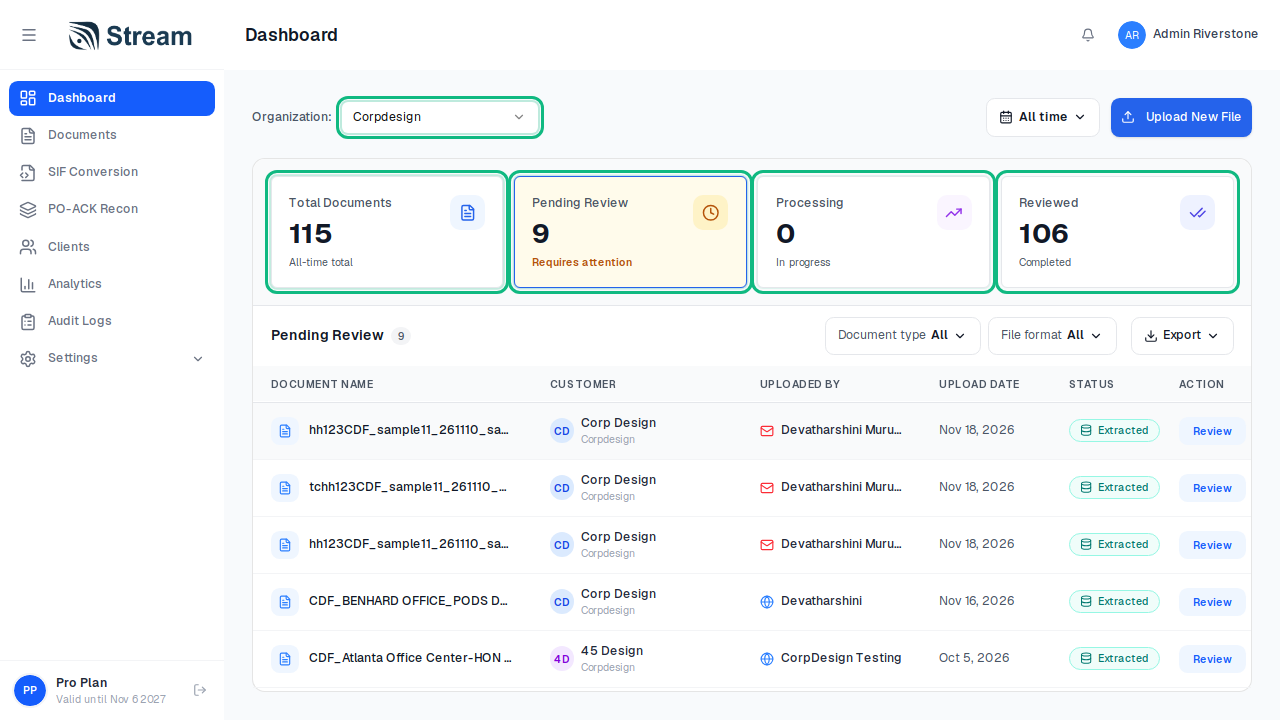 Stream
Dashboard
AR
Admin Riverstone
Dashboard
Documents
SIF Conversion
PO-ACK Recon
Clients
Analytics
Audit Logs
Settings
PP
Pro Plan
Valid until Nov 6 2027
Organization:
Corpdesign
All time
Upload New File
Total Documents
115
All-time total
Pending Review
9
Requires attention
Processing
0
In progress
Reviewed
106
Completed
Pending Review 9
Document type All
File format All
Export
DOCUMENT NAME CUSTOMER UPLOADED BY UPLOAD DATE STATUS ACTION
hh123CDF_sample11_261110_sa... CD Corp Design Devatharshini Muru... Nov 18, 2026 Extracted Review
Corpdesign
tchh123CDF_sample11_261110_... CD Corp Design Devatharshini Muru... Nov 18, 2026 Extracted Review
Corpdesign
hh123CDF_sample11_261110_sa... CD Corp Design Devatharshini Muru... Nov 18, 2026 Extracted Review
Corpdesign
CDF_BENHARD OFFICE_PODS D... CD Corp Design Devatharshini Nov 16, 2026 Extracted Review
Corpdesign
CDF_Atlanta Office Center-HON ... 4D 45 Design CorpDesign Testing Oct 5, 2026 Extracted Review
Corpdesign